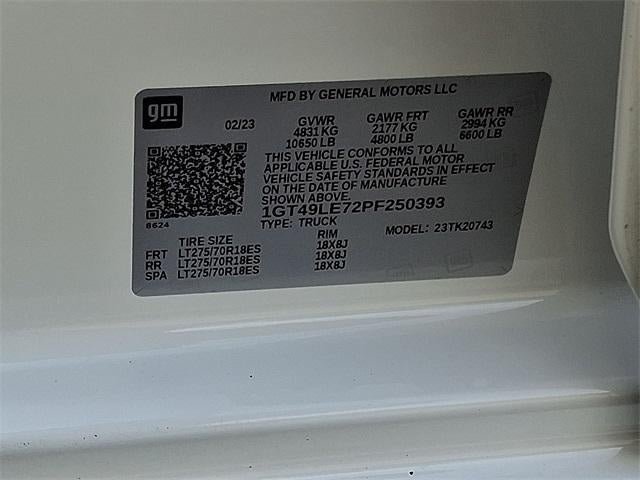 gm
MFD BY GENERAL MOTORS LLC
02/23
GVWR GAWR FRT GAWR RR
4831 KG 2177 KG 2994 KG
10650 LB 4800 LB 6600 LB
THIS VEHICLE CONFORMS TO ALL
APPLICABLE U.S. FEDERAL MOTOR
VEHICLE SAFETY STANDARDS IN EFFECT
ON THE DATE OF MANUFACTURE
SHOWN ABOVE.
1GT49LE72PF250393
8624
TYPE: TRUCK MODEL: 23TK20743
TIRE SIZE RIM
FRT LT275/70R18ES 18X8J
RR LT275/70R18ES 18X8J
SPA LT275/70R18ES 18X8J